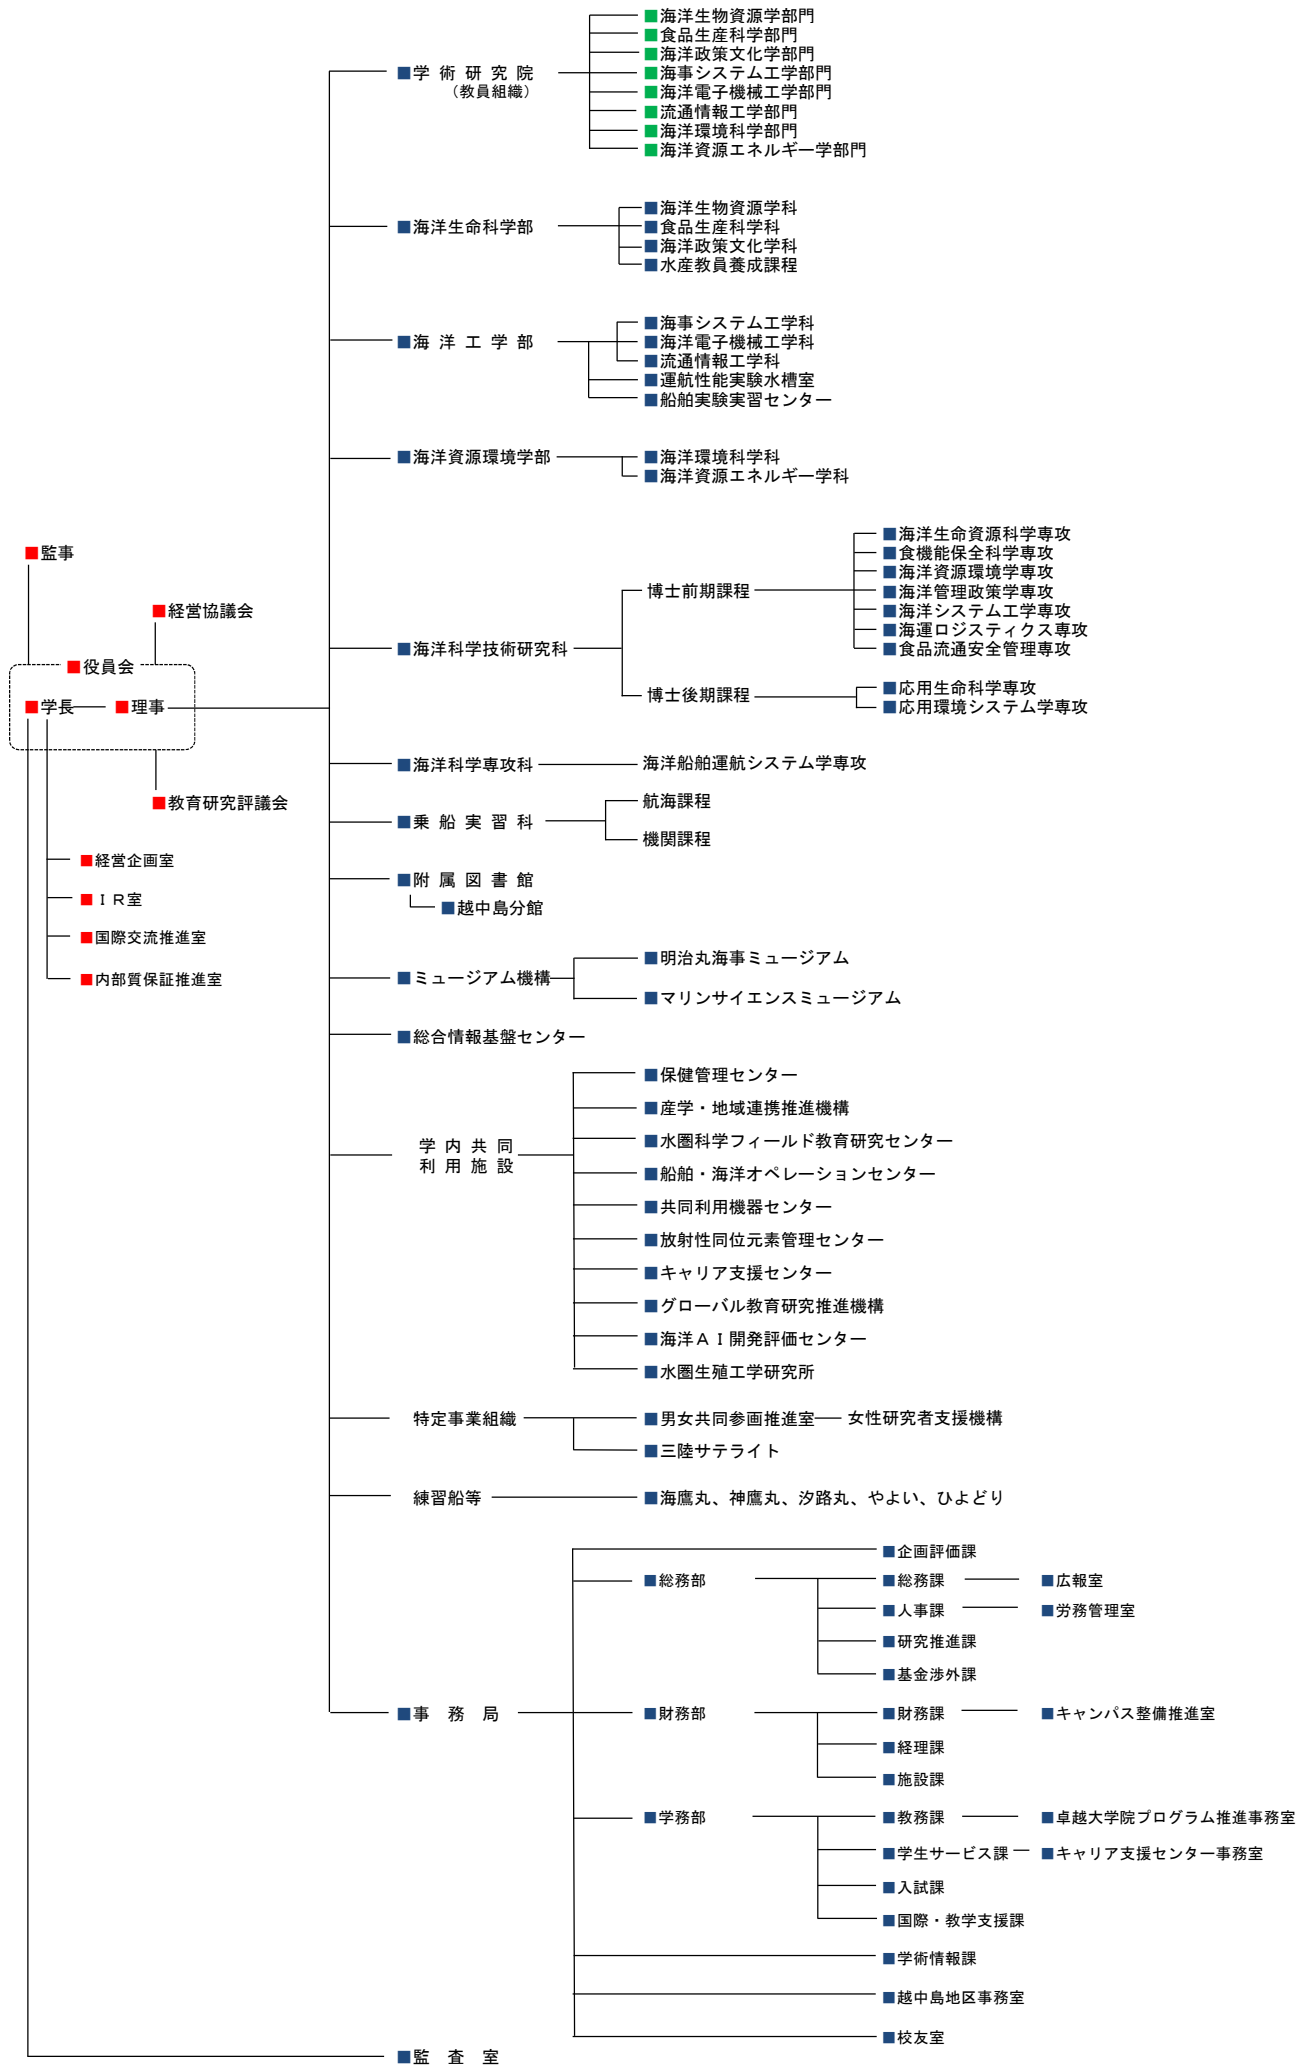 ■海洋生物資源学部門
■食品生産科学部門
■海洋政策文化学部門
■学術研究院
■海事システム工学部門
（教員組織）
■海洋電子機械工学部門
■流通情報工学部門
■海洋環境科学部門
■海洋資源エネルギー学部門
■海洋生命科学部
■海洋生物資源学科
■食品生産科学科
■海洋政策文化学科
■水産教員養成課程
■海洋工学部
■海事システム工学科
■海洋電子機械工学科
■流通情報工学科
■運航性能実験水槽室
■船舶実験実習センター
■海洋資源環境学部
■海洋環境科学科
■海洋資源エネルギー学科
■監事
■経営協議会
■役員会
■学長
■理事
■教育研究評議会
■経営企画室
■ＩＲ室
■国際交流推進室
■内部質保証推進室
■海洋科学技術研究科
博士前期課程
■海洋生命資源科学専攻
■食機能保全科学専攻
■海洋資源環境学専攻
■海洋管理政策学専攻
■海洋システム工学専攻
■海運ロジスティクス専攻
■食品流通安全管理専攻
博士後期課程
■応用生命科学専攻
■応用環境システム学専攻
■海洋科学専攻科
海洋船舶運航システム学専攻
■乗船実習科
航海課程
機関課程
■附属図書館
■越中島分館
■ミュージアム機構
■明治丸海事ミュージアム
■マリンサイエンスミュージアム
■総合情報基盤センター
学内共同
利用施設
■保健管理センター
■産学・地域連携推進機構
■水圏科学フィールド教育研究センター
■船舶・海洋オペレーションセンター
■共同利用機器センター
■放射性同位元素管理センター
■キャリア支援センター
■グローバル教育研究推進機構
■海洋ＡＩ開発評価センター
■水圏生殖工学研究所
特定事業組織
■男女共同参画推進室
女性研究者支援機構
■三陸サテライト
練習船等
■海鷹丸、神鷹丸、汐路丸、やよい、ひよどり
■事務局
■企画評価課
■総務部
■総務課
■広報室
■人事課
■労務管理室
■研究推進課
■基金渉外課
■財務部
■財務課
■キャンパス整備推進室
■経理課
■施設課
■学務部
■教務課
■卓越大学院プログラム推進事務室
■学生サービス課
■キャリア支援センター事務室
■入試課
■国際・教学支援課
■学術情報課
■越中島地区事務室
■校友室
■監査室